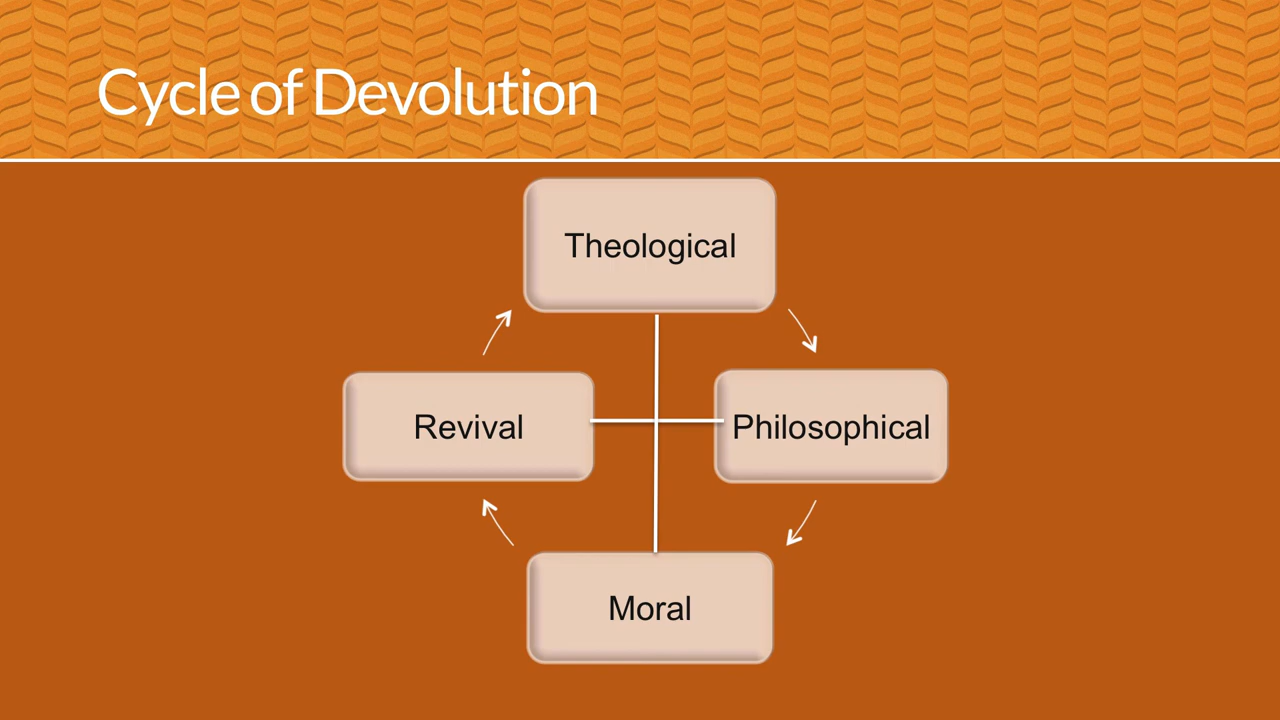 Cycle of Devolution
Theological
Revival
Philosophical
Moral